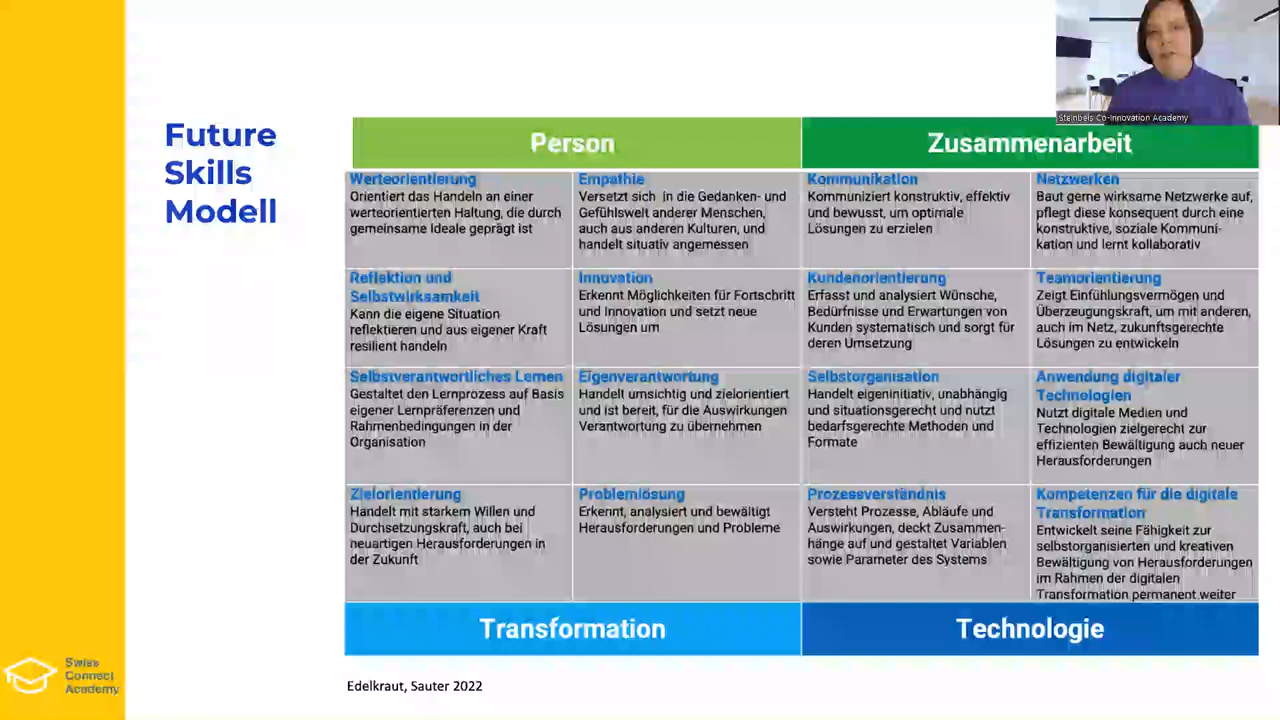 Steinbeis Co-Innovation Academy
Future
Skills
Modell
Person
Zusammenarbeit
Werteorientierung
Orientiert das Handeln an einer
werteorientierten Haltung, die durch
gemeinsame Ideale geprägt ist
Empathie
Versetzt sich in die Gedanken- und
Gefühlswelt anderer Menschen,
auch aus anderen Kulturen, und
handelt situativ angemessen
Kommunikation
Kommuniziert konstruktiv, effektiv
und bewusst, um optimale
Lösungen zu erzielen
Netzwerken
Baut gerne wirksame Netzwerke auf,
pflegt diese konsequent durch eine
konstruktive, soziale Kommuni-
kation und lernt kollaborativ
Reflektion und
Selbstwirksamkeit
Kann die eigene Situation
reflektieren und aus eigener Kraft
resilient handeln
Innovation
Erkennt Möglichkeiten für Fortschritt
und Innovation und setzt neue
Lösungen um
Kundenorientierung
Erfasst und analysiert Wünsche,
Bedürfnisse und Erwartungen von
Kunden systematisch und sorgt für
deren Umsetzung
Teamorientierung
Zeigt Einfühlungsvermögen und
Überzeugungskraft, um mit anderen,
auch im Netz, zukunftsgerechte
Lösungen zu entwickeln
Selbstverantwortliches Lernen
Gestaltet den Lernprozess auf Basis
eigener Lernpräferenzen und
Rahmenbedingungen in der
Organisation
Eigenverantwortung
Handelt umsichtig und zielorientiert
und ist bereit, für die Auswirkungen
Verantwortung zu übernehmen
Selbstorganisation
Handelt eigeninitiativ, unabhängig
und situationsgerecht und nutzt
bedarfsgerechte Methoden und
Formate
Anwendung digitaler
Technologien
Nutzt digitale Medien und
Technologien zielgerecht zur
effizienten Bewältigung auch neuer
Herausforderungen
Zielorientierung
Handelt mit starkem Willen und
Durchsetzungskraft, auch bei
neuartigen Herausforderungen in
der Zukunft
Problemlösung
Erkennt, analysiert und bewältigt
Herausforderungen und Probleme
Prozessverständnis
Versteht Prozesse, Abläufe und
Auswirkungen, deckt Zusammen-
hänge auf und gestaltet Variablen
sowie Parameter des Systems
Kompetenzen für die digitale
Transformation
Entwickelt seine Fähigkeit zur
selbstorganisierten und kreativen
Bewältigung von Herausforderungen
im Rahmen der digitalen
Transformation permanent weiter
Transformation
Technologie
Edelkraut, Sauter 2022
Swiss
Connect
Academy